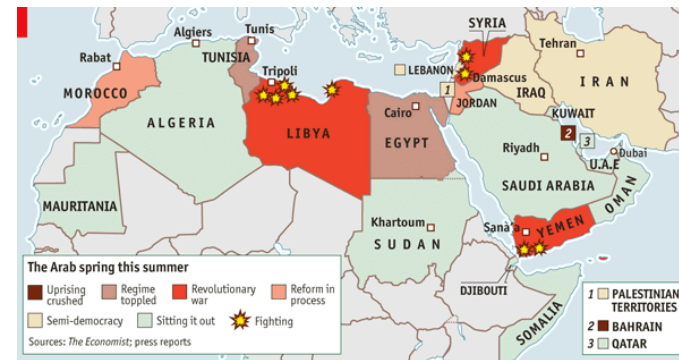 SYRIA
Tunis
Algiers
Tehran
Rabat
TUNISIA
Tripoli
LEBANON
Damascus
IRAN
MOROCCO
1
IRAQ
JORDAN
Cairo
KUWAIT
ALGERIA
LIBYA
2
EGYPT
3
Riyadh
Dubai
U.A.E
SAUDI ARABIA
MAURITANIA
OMAN
Khartoum
Sanà'a
YEMEN
SUDAN
The Arab spring this summer
DJIBOUTI
Uprising
crushed
Regime
toppled
Revolutionary
war
Reform in
process
Semi-democracy
Sitting it out
Fighting
Sources: The Economist; press reports
SOMALIA
1 PALESTINIAN
TERRITORIES
2 BAHRAIN
3 QATAR